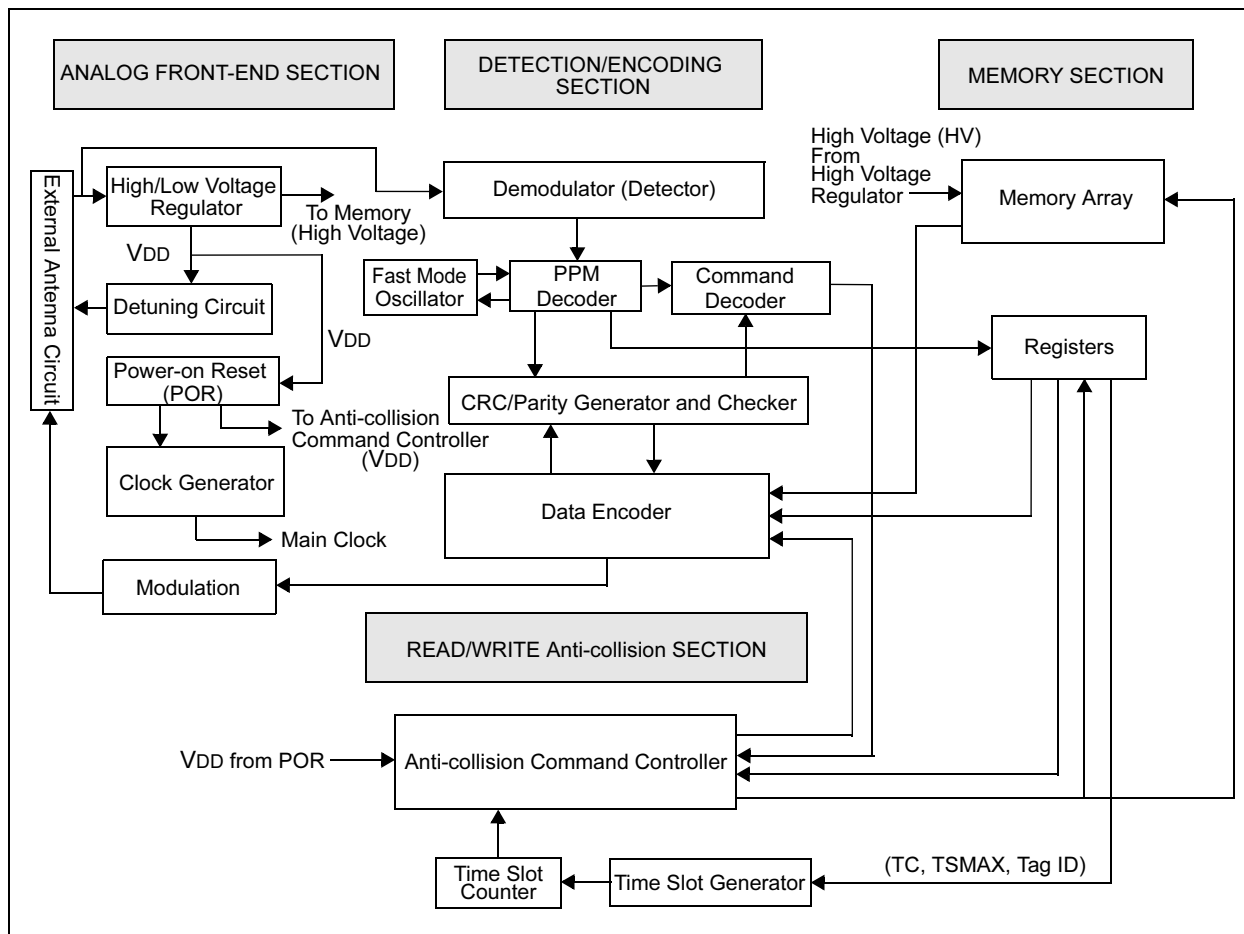 ANALOG FRONT-END SECTION
DETECTION/ENCODING
SECTION
MEMORY SECTION
External Antenna Circuit
High/Low Voltage
Regulator
To Memory
(High Voltage)
VDD
Detuning Circuit
VDD
Power-on Reset
(POR)
To Anti-collision
Command Controller
(VDD)
Clock Generator
Main Clock
Modulation
Demodulator (Detector)
Fast Mode
Oscillator
PPM
Decoder
Command
Decoder
CRC/Parity Generator and Checker
Data Encoder
High Voltage (HV)
From
High Voltage
Regulator
Memory Array
Registers
READ/WRITE Anti-collision SECTION
VDD from POR
Anti-collision Command Controller
Time Slot
Counter
Time Slot Generator
(TC, TSMAX, Tag ID)